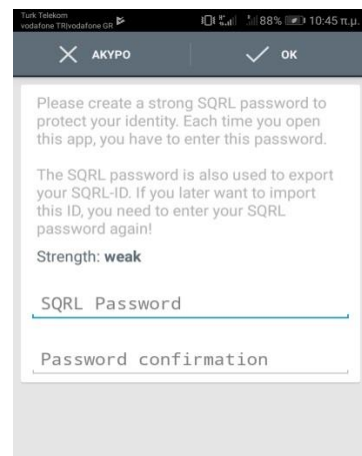 Turk Telekom
vodafone TR|vodafone GR 88% 10:45 π.μ.
ΑΚΥΡΟ OK
Please create a strong SQRL password to
protect your identity. Each time you open
this app, you have to enter this password.
The SQRL password is also used to export
your SQRL-ID. If you later want to import
this ID, you need to enter your SQRL
password again!
Strength: weak
SQRL Password
Password confirmation